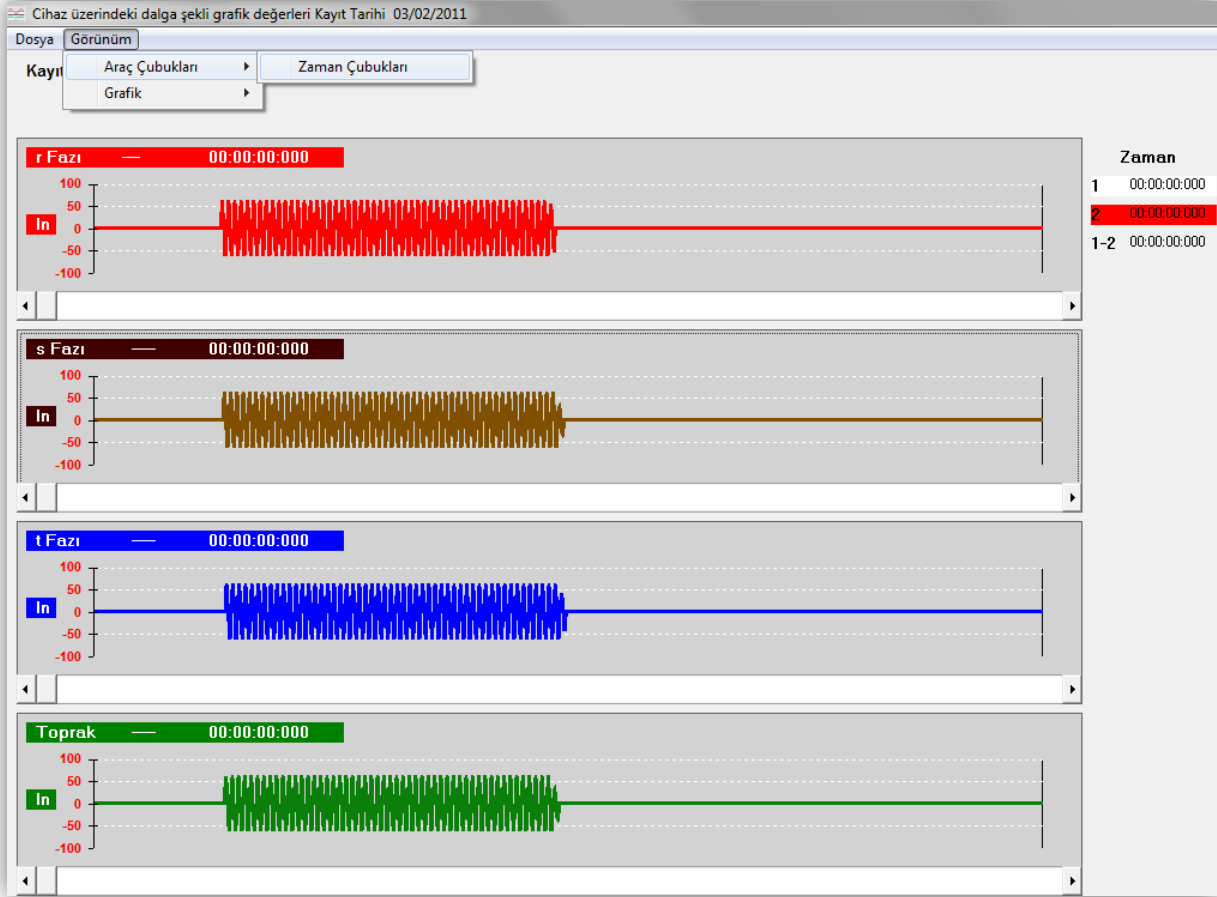 Cihaz üzerindeki dalga şekli grafik değerleri Kayıt Tarihi 03/02/2011
Dosya Görünüm
Araç Çubukları Zaman Çubukları
Grafik
r Fazı — 00:00:00:000
100
50
In 0
-50
-100
s Fazı — 00:00:00:000
100
50
In 0
-50
-100
t Fazı — 00:00:00:000
100
50
In 0
-50
-100
Toprak — 00:00:00:000
100
50
In 0
-50
-100
Zaman
1 00:00:00:000
2 00:00:00:000
1-2 00:00:00:000